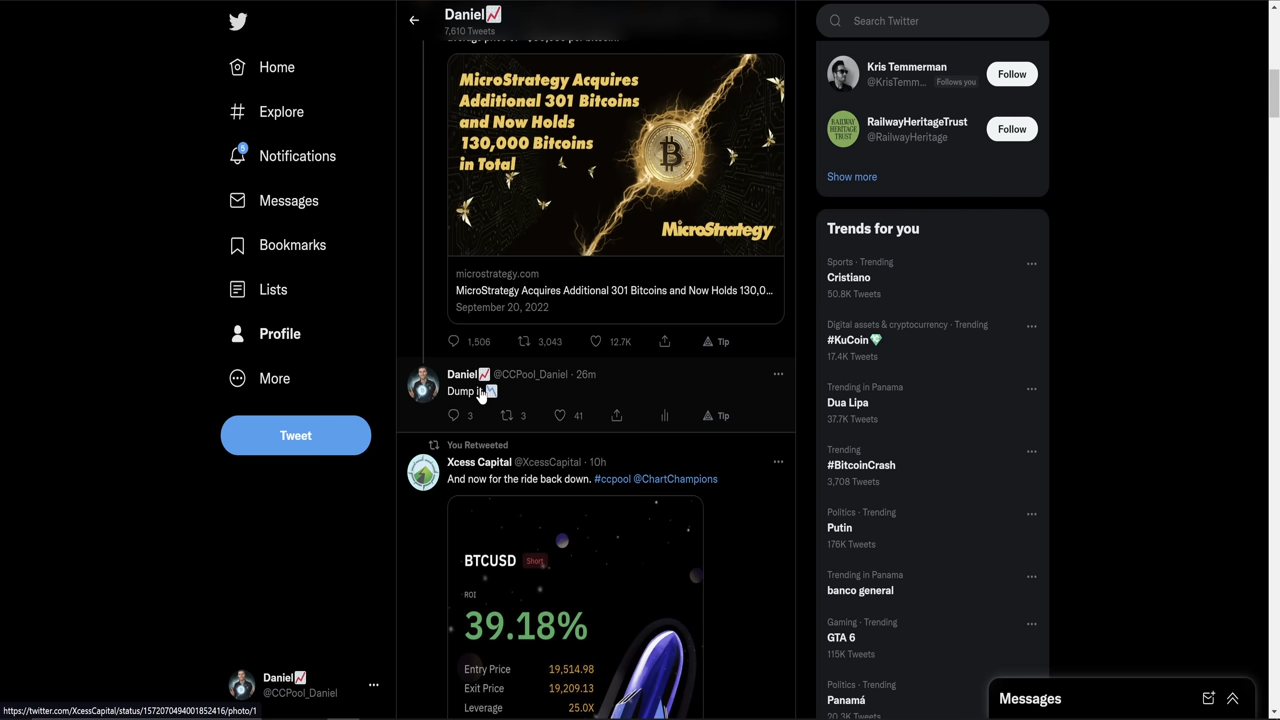 Home
Explore
5
Notifications
Messages
Bookmarks
Lists
Profile
More
Tweet
Daniel📈
@CCPool_Daniel
https://twitter.com/XcessCapital/status/1572070494001852416/photo/1
Daniel📈
7,610 Tweets
MicroStrategy Acquires
Additional 301 Bitcoins
and Now Holds
130,000 Bitcoins
in Total
MicroStrategy
microstrategy.com
MicroStrategy Acquires Additional 301 Bitcoins and Now Holds 130,0...
September 20, 2022
1,506 3,043 12.7K Tip
Daniel📈 @CCPool_Daniel · 26m
Dump it📉
3 3 41 Tip
You Retweeted
Xcess Capital @XcessCapital · 10h
And now for the ride back down. #ccpool @ChartChampions
BTCUSD Short
ROI
39.18%
Entry Price 19,514.98
Exit Price 19,209.13
Leverage 25.0X
Search Twitter
Kris Temmerman
@KrisTemm... Follows you
Follow
RailwayHeritageTrust
@RailwayHeritage
Follow
RAILWAY
HERITAGE
TRUST
Show more
Trends for you
Sports · Trending
Cristiano
50.8K Tweets
Digital assets & cryptocurrency · Trending
#KuCoin
17.4K Tweets
Trending in Panama
Dua Lipa
37.7K Tweets
Trending
#BitcoinCrash
3,708 Tweets
Politics · Trending
Putin
176K Tweets
Trending in Panama
banco general
Gaming · Trending
GTA 6
115K Tweets
Politics · Trending
Panamá
20.3K Tweets
Messages